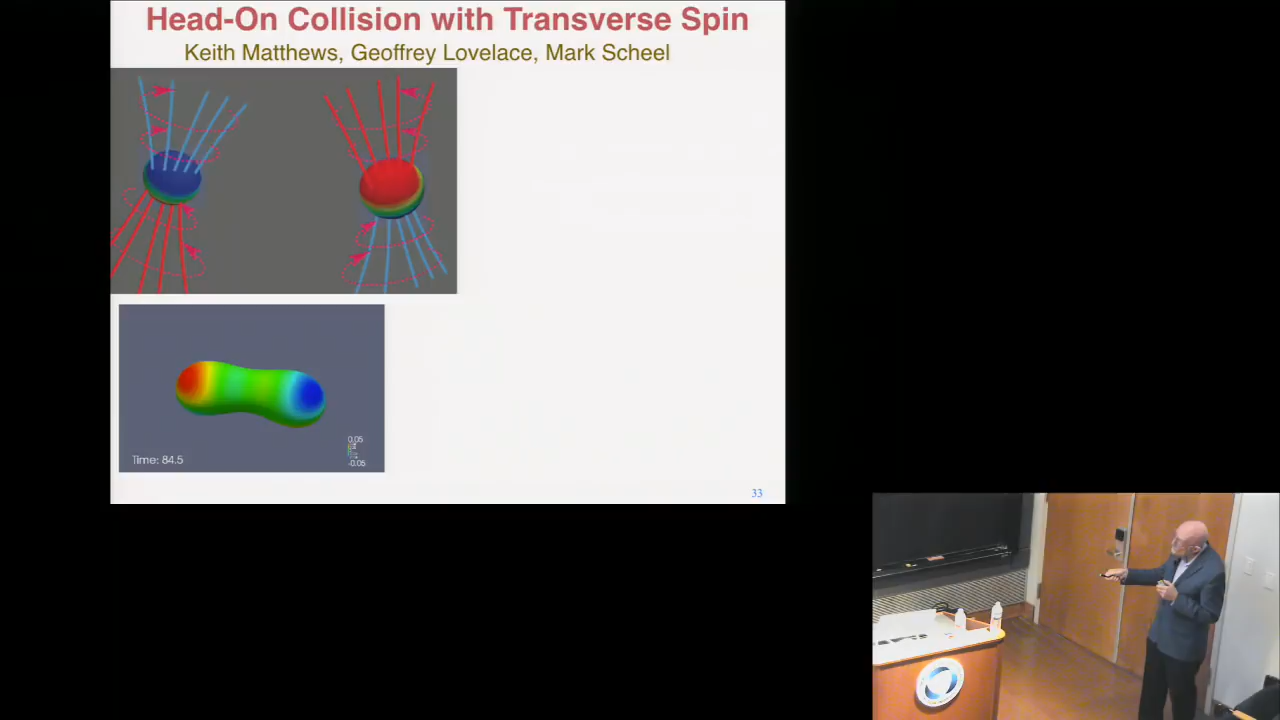 Head-On Collision with Transverse Spin
Keith Matthews, Geoffrey Lovelace, Mark Scheel
Time: 84.5
0.05
-0.05
33